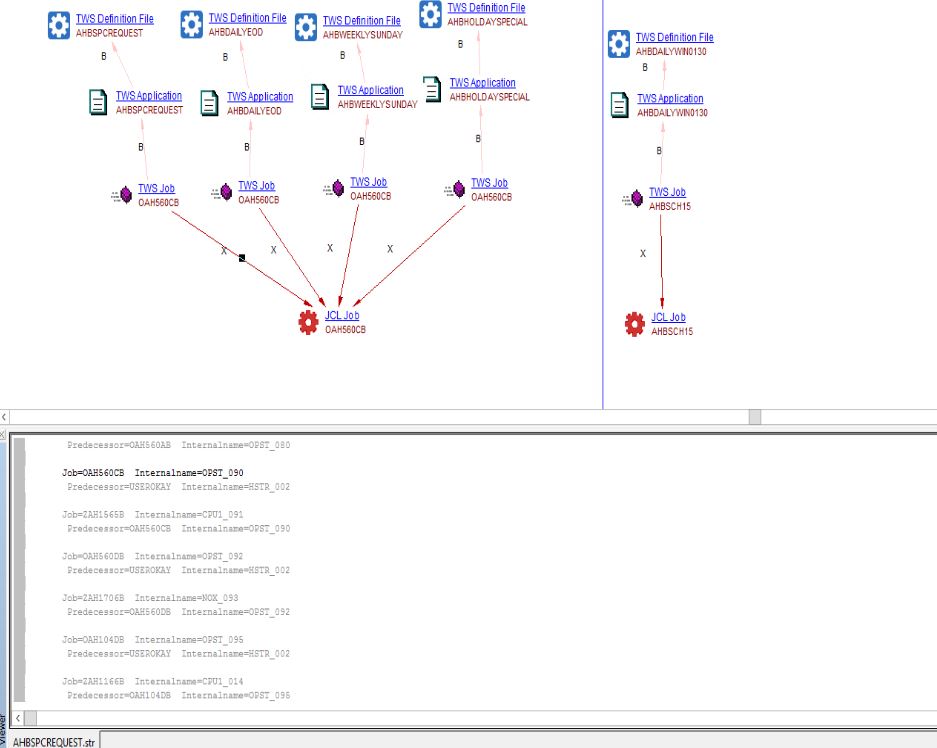 TWS Definition File
AHBSPCREQUEST
TWS Definition File
AHBDAILYEOD
TWS Definition File
AHBWEEKLYSUNDAY
TWS Definition File
AHBHOLDAYSPECIAL
TWS Definition File
AHBDAILYWIN0130
B
B
B
B
B
TWS Application
AHBSPCREQUEST
TWS Application
AHBDAILYEOD
TWS Application
AHBWEEKLYSUNDAY
TWS Application
AHBHOLDAYSPECIAL
TWS Application
AHBDAILYWIN0130
B
B
B
B
B
TWS Job
OAH560CB
TWS Job
OAH560CB
TWS Job
OAH560CB
TWS Job
OAH560CB
TWS Job
AHBSCH15
X
X
X
X
X
JCL Job
OAH560CB
JCL Job
AHBSCH15
Predecessor=OAH560AB Internalname=OPST_080
Job=OAH560CB Internalname=OPST_090
Predecessor=USEROKAY Internalname=HSTR_002
Job=ZAH1565B Internalname=CPU1_091
Predecessor=OAH560CB Internalname=OPST_090
Job=OAH560DB Internalname=OPST_092
Predecessor=USEROKAY Internalname=HSTR_002
Job=ZAH1706B Internalname=NOX_093
Predecessor=OAH560DB Internalname=OPST_092
Job=OAH104DB Internalname=OPST_095
Predecessor=USEROKAY Internalname=HSTR_002
Job=ZAH1166B Internalname=CPU1_014
Predecessor=OAH104DB Internalname=OPST_095
Viewer
AHBSPCREQUEST.str